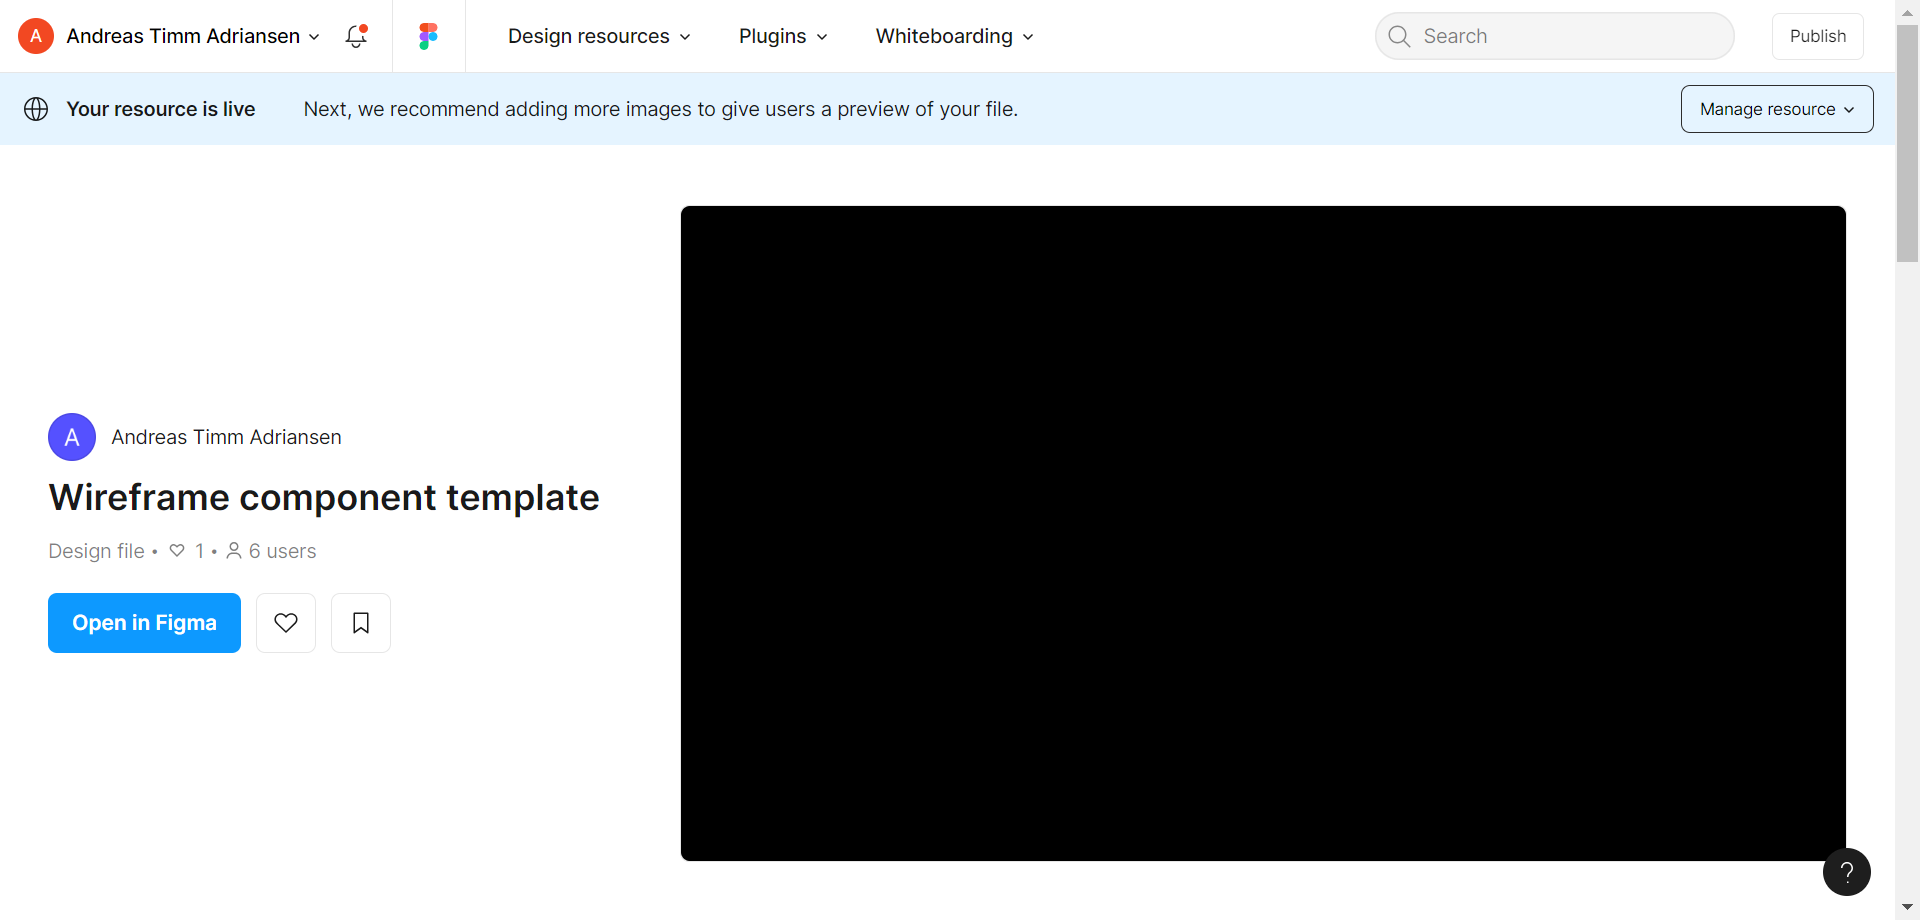 A Andreas Timm Adriansen
Design resources
Plugins
Whiteboarding
Search
Publish
Your resource is live
Next, we recommend adding more images to give users a preview of your file.
Manage resource
A Andreas Timm Adriansen
Wireframe component template
Design file • 1 • 6 users
Open in Figma
?